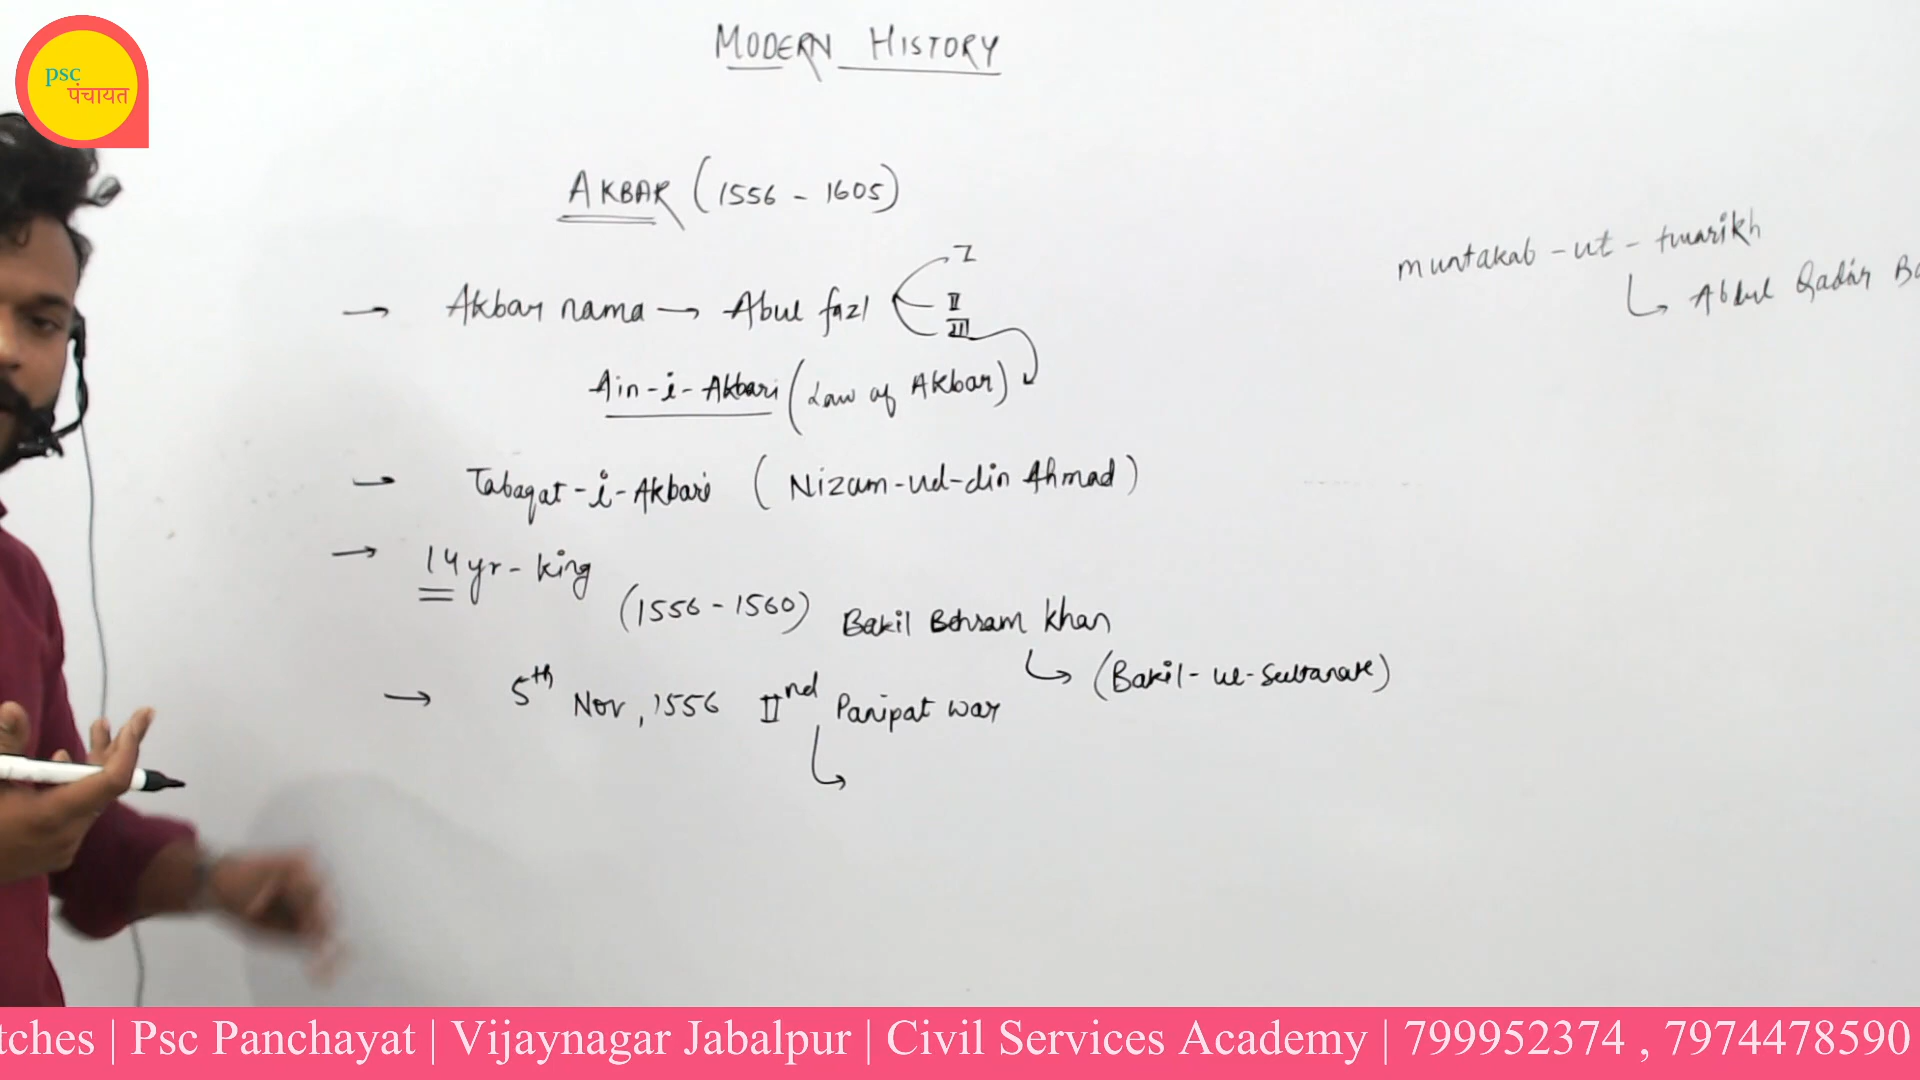 psc
पंचायत
MODERN HISTORY
AKBAR (1556 - 1605)
→ Akbar nama → Abul fazl I
II
III
Ain-i-Akbari (Law of Akbar)
muntakab-ut-twarikh
Abdul Qadir Ba
→ Tabaqat-i-Akbari (Nizam-ud-din Ahmad)
→ 14 yr - king
(1556 - 1560) Bakil Behram Khan
(Bakil-ul-Sultanate)
→ 5th Nov, 1556 IInd Panipat war
tches | Psc Panchayat | Vijaynagar Jabalpur | Civil Services Academy | 799952374 , 7974478590